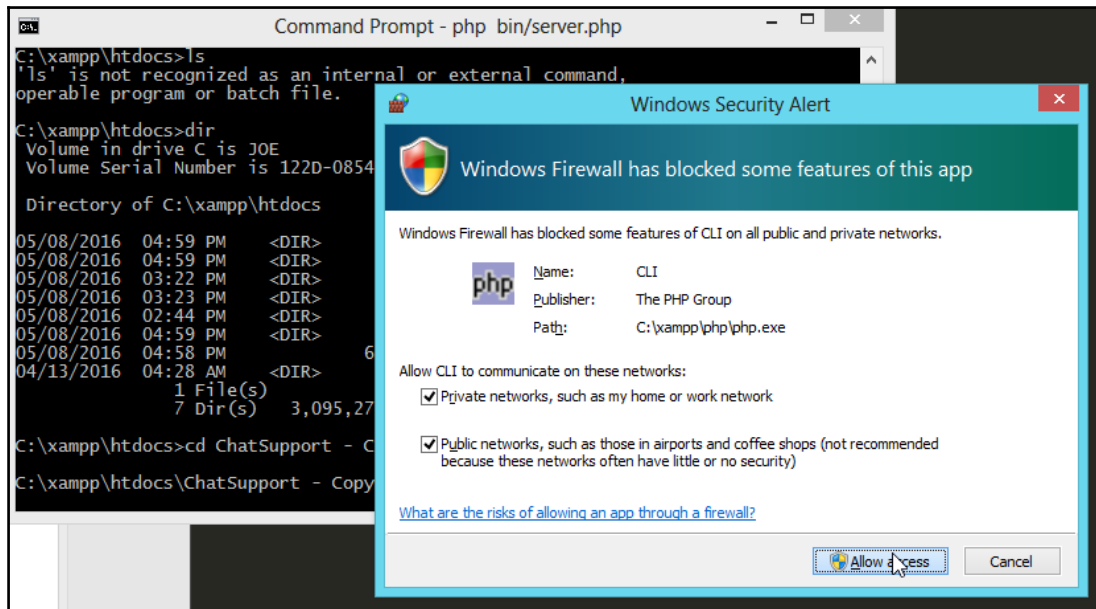 Command Prompt - php bin/server.php
C:\xampp\htdocs>ls
'ls' is not recognized as an internal or external command,
operable program or batch file.
C:\xampp\htdocs>dir
Volume in drive C is JOE
Volume Serial Number is 122D-0854
Directory of C:\xampp\htdocs
05/08/2016 04:59 PM <DIR>
05/08/2016 04:59 PM <DIR>
05/08/2016 03:22 PM <DIR>
05/08/2016 03:23 PM <DIR>
05/08/2016 02:44 PM <DIR>
05/08/2016 04:59 PM <DIR>
05/08/2016 04:58 PM 6
04/13/2016 04:28 AM <DIR>
1 File(s)
7 Dir(s) 3,095,27
C:\xampp\htdocs>cd ChatSupport - C
C:\xampp\htdocs\ChatSupport - Copy
Windows Security Alert
Windows Firewall has blocked some features of this app
Windows Firewall has blocked some features of CLI on all public and private networks.
php
Name: CLI
Publisher: The PHP Group
Path: C:\xampp\php\php.exe
Allow CLI to communicate on these networks:
Private networks, such as my home or work network
Public networks, such as those in airports and coffee shops (not recommended
because these networks often have little or no security)
What are the risks of allowing an app through a firewall?
Allow access
Cancel